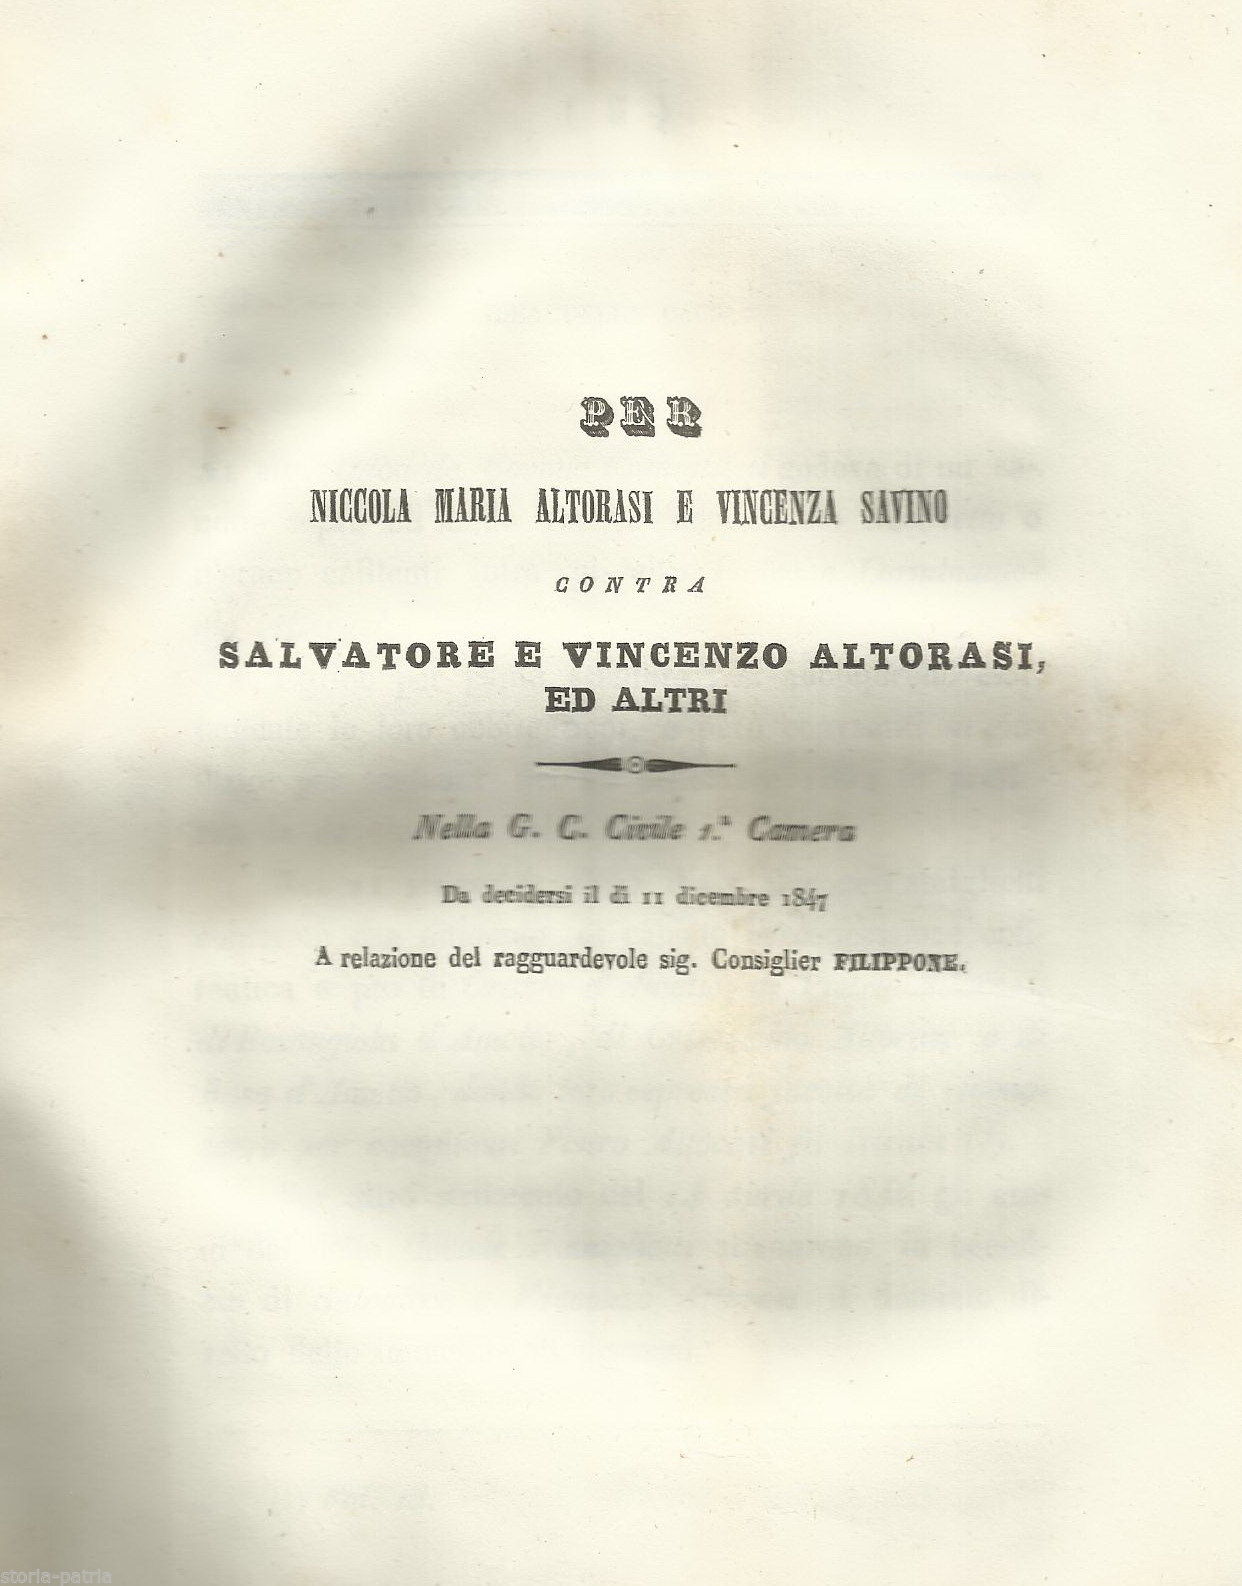 PER
NICCOLA MARIA ALTORASI E VINCENZA SAVINO
CONTRA
SALVATORE E VINCENZO ALTORASI,
ED ALTRI
Nella G. C. Civile 1.ª Camera
Da decidersi il dì 11 dicembre 1847
A relazione del ragguardevole sig. Consiglier FILIPPONE.
storia-patria